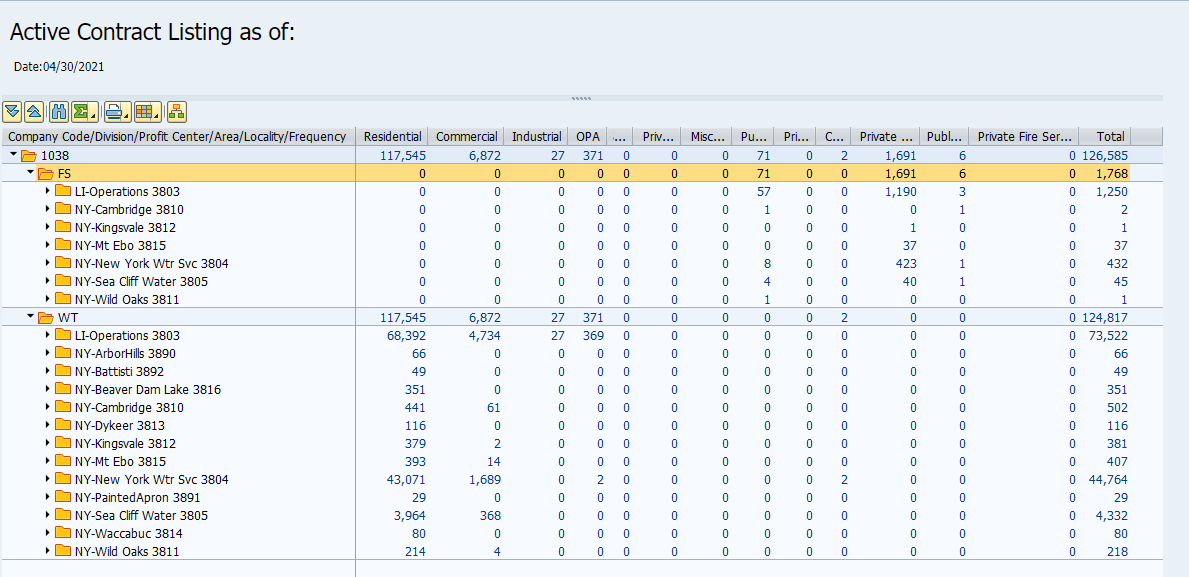 Active Contract Listing as of:
Date:04/30/2021
Company Code/Division/Profit Center/Area/Locality/Frequency Residential Commercial Industrial OPA ... Priv... Misc... Pu... Pri... C... Private ... Publ... Private Fire Ser... Total
1038 117,545 6,872 27 371 0 0 0 71 0 2 1,691 6 0 126,585
FS 0 0 0 0 0 0 0 71 0 0 1,691 6 0 1,768
LI-Operations 3803 0 0 0 0 0 0 0 57 0 0 1,190 3 0 1,250
NY-Cambridge 3810 0 0 0 0 0 0 0 1 0 0 0 1 0 2
NY-Kingsvale 3812 0 0 0 0 0 0 0 0 0 0 1 0 0 1
NY-Mt Ebo 3815 0 0 0 0 0 0 0 0 0 0 37 0 0 37
NY-New York Wtr Svc 3804 0 0 0 0 0 0 0 8 0 0 423 1 0 432
NY-Sea Cliff Water 3805 0 0 0 0 0 0 0 4 0 0 40 1 0 45
NY-Wild Oaks 3811 0 0 0 0 0 0 0 1 0 0 0 0 0 1
WT 117,545 6,872 27 371 0 0 0 0 0 2 0 0 0 124,817
LI-Operations 3803 68,392 4,734 27 369 0 0 0 0 0 0 0 0 0 73,522
NY-ArborHills 3890 66 0 0 0 0 0 0 0 0 0 0 0 0 66
NY-Battisti 3892 49 0 0 0 0 0 0 0 0 0 0 0 0 49
NY-Beaver Dam Lake 3816 351 0 0 0 0 0 0 0 0 0 0 0 0 351
NY-Cambridge 3810 441 61 0 0 0 0 0 0 0 0 0 0 0 502
NY-Dykeer 3813 116 0 0 0 0 0 0 0 0 0 0 0 0 116
NY-Kingsvale 3812 379 2 0 0 0 0 0 0 0 0 0 0 0 381
NY-Mt Ebo 3815 393 14 0 0 0 0 0 0 0 0 0 0 0 407
NY-New York Wtr Svc 3804 43,071 1,689 0 2 0 0 0 0 0 2 0 0 0 44,764
NY-PaintedApron 3891 29 0 0 0 0 0 0 0 0 0 0 0 0 29
NY-Sea Cliff Water 3805 3,964 368 0 0 0 0 0 0 0 0 0 0 0 4,332
NY-Waccabuc 3814 80 0 0 0 0 0 0 0 0 0 0 0 0 80
NY-Wild Oaks 3811 214 4 0 0 0 0 0 0 0 0 0 0 0 218